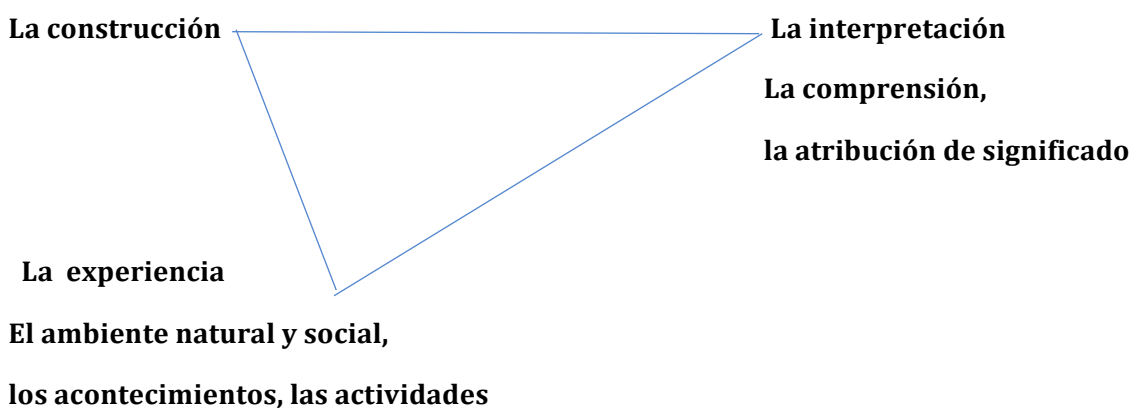 La construcción
La interpretación
La comprensión,
la atribución de significado
La experiencia
El ambiente natural y social,
los acontecimientos, las actividades